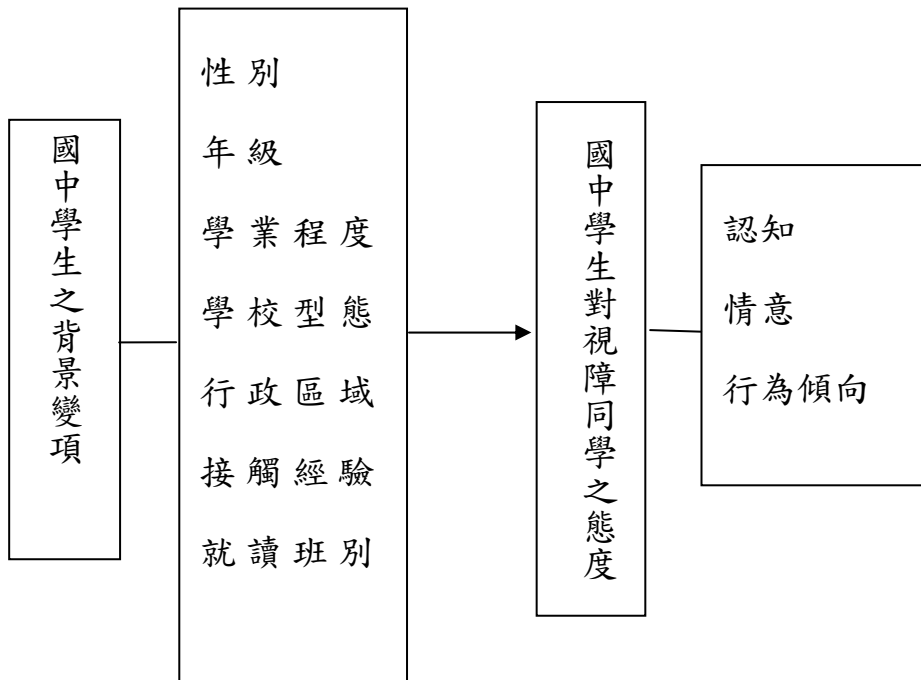 國中學生之背景變項
性別
年級
學業程度
學校型態
行政區域
接觸經驗
就讀班別
國中學生對視障同學之態度
認知
情意
行為傾向